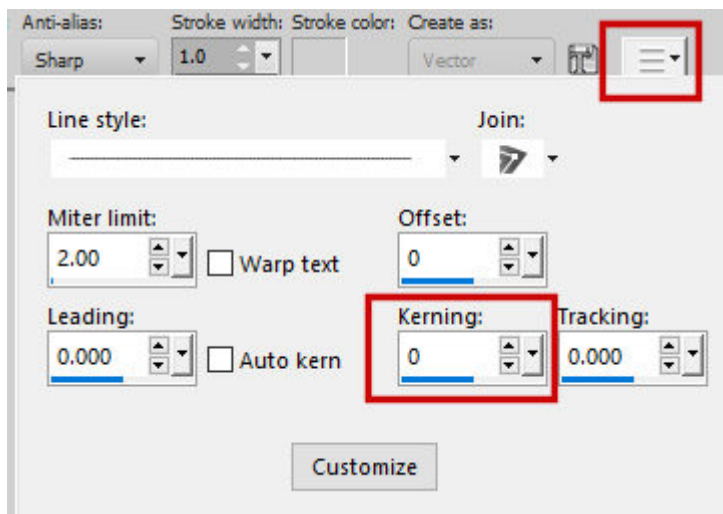 Anti-alias: Stroke width: Stroke color: Create as:
Sharp 1.0 Vector
Line style: Join:
Miter limit: Offset:
2.00 Warp text 0
Leading: Kerning: Tracking:
0.000 Auto kern 0 0.000
Customize